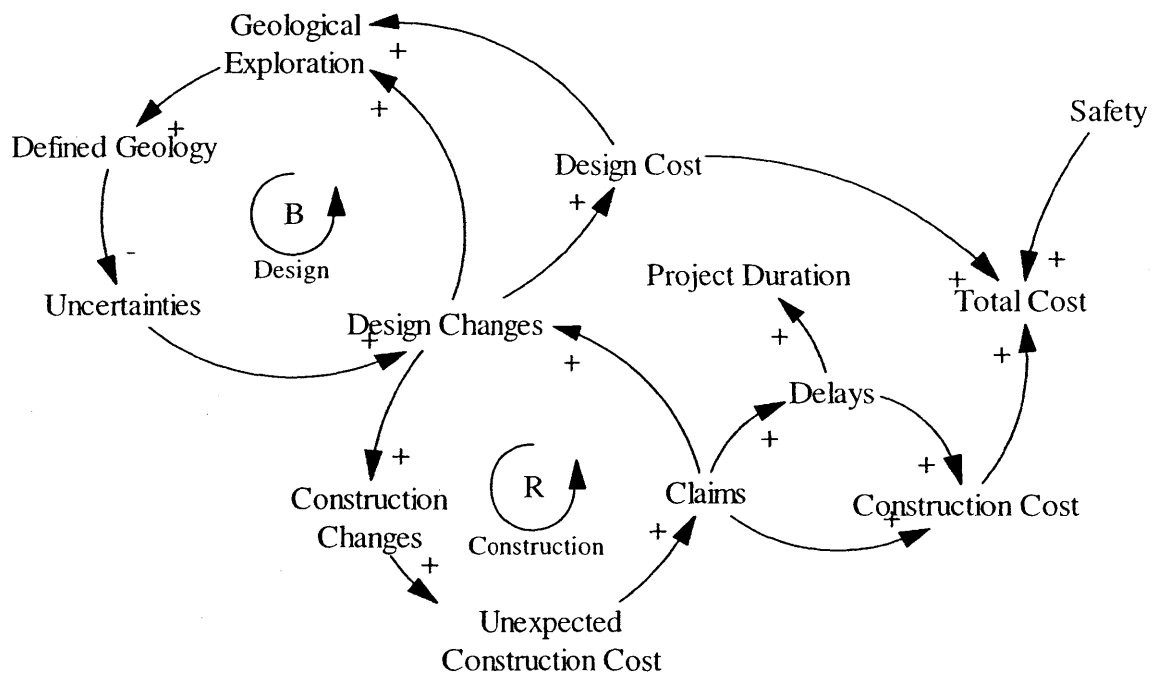 Geological
Exploration
+
+
Safety
+
Defined Geology
Design Cost
+
B
Design
-
Uncertainties
Project Duration
+
+
Total Cost
Design Changes
+
+
+
+
Delays
+
+
+
Construction
Changes
R
Construction
Claims
Construction Cost
+
+
+
Unexpected
Construction Cost